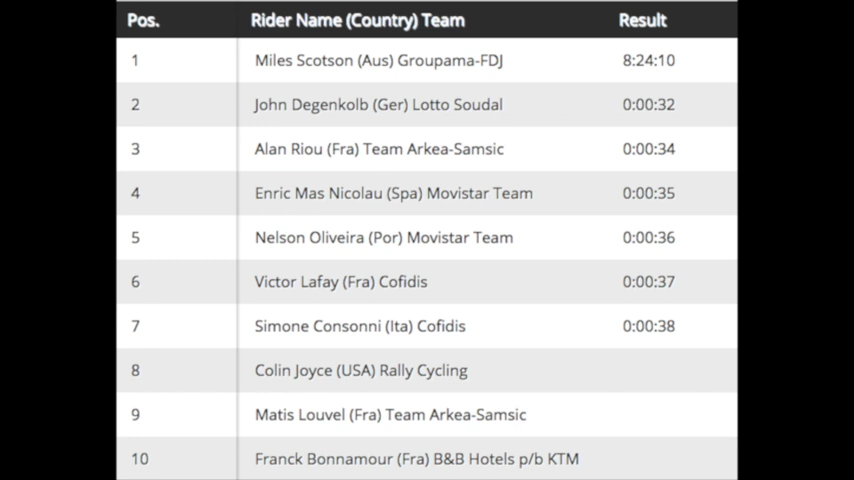 Pos. Rider Name (Country) Team Result
1 Miles Scotson (Aus) Groupama-FDJ 8:24:10
2 John Degenkolb (Ger) Lotto Soudal 0:00:32
3 Alan Riou (Fra) Team Arkea-Samsic 0:00:34
4 Enric Mas Nicolau (Spa) Movistar Team 0:00:35
5 Nelson Oliveira (Por) Movistar Team 0:00:36
6 Victor Lafay (Fra) Cofidis 0:00:37
7 Simone Consonni (Ita) Cofidis 0:00:38
8 Colin Joyce (USA) Rally Cycling
9 Matis Louvel (Fra) Team Arkea-Samsic
10 Franck Bonnamour (Fra) B&B Hotels p/b KTM